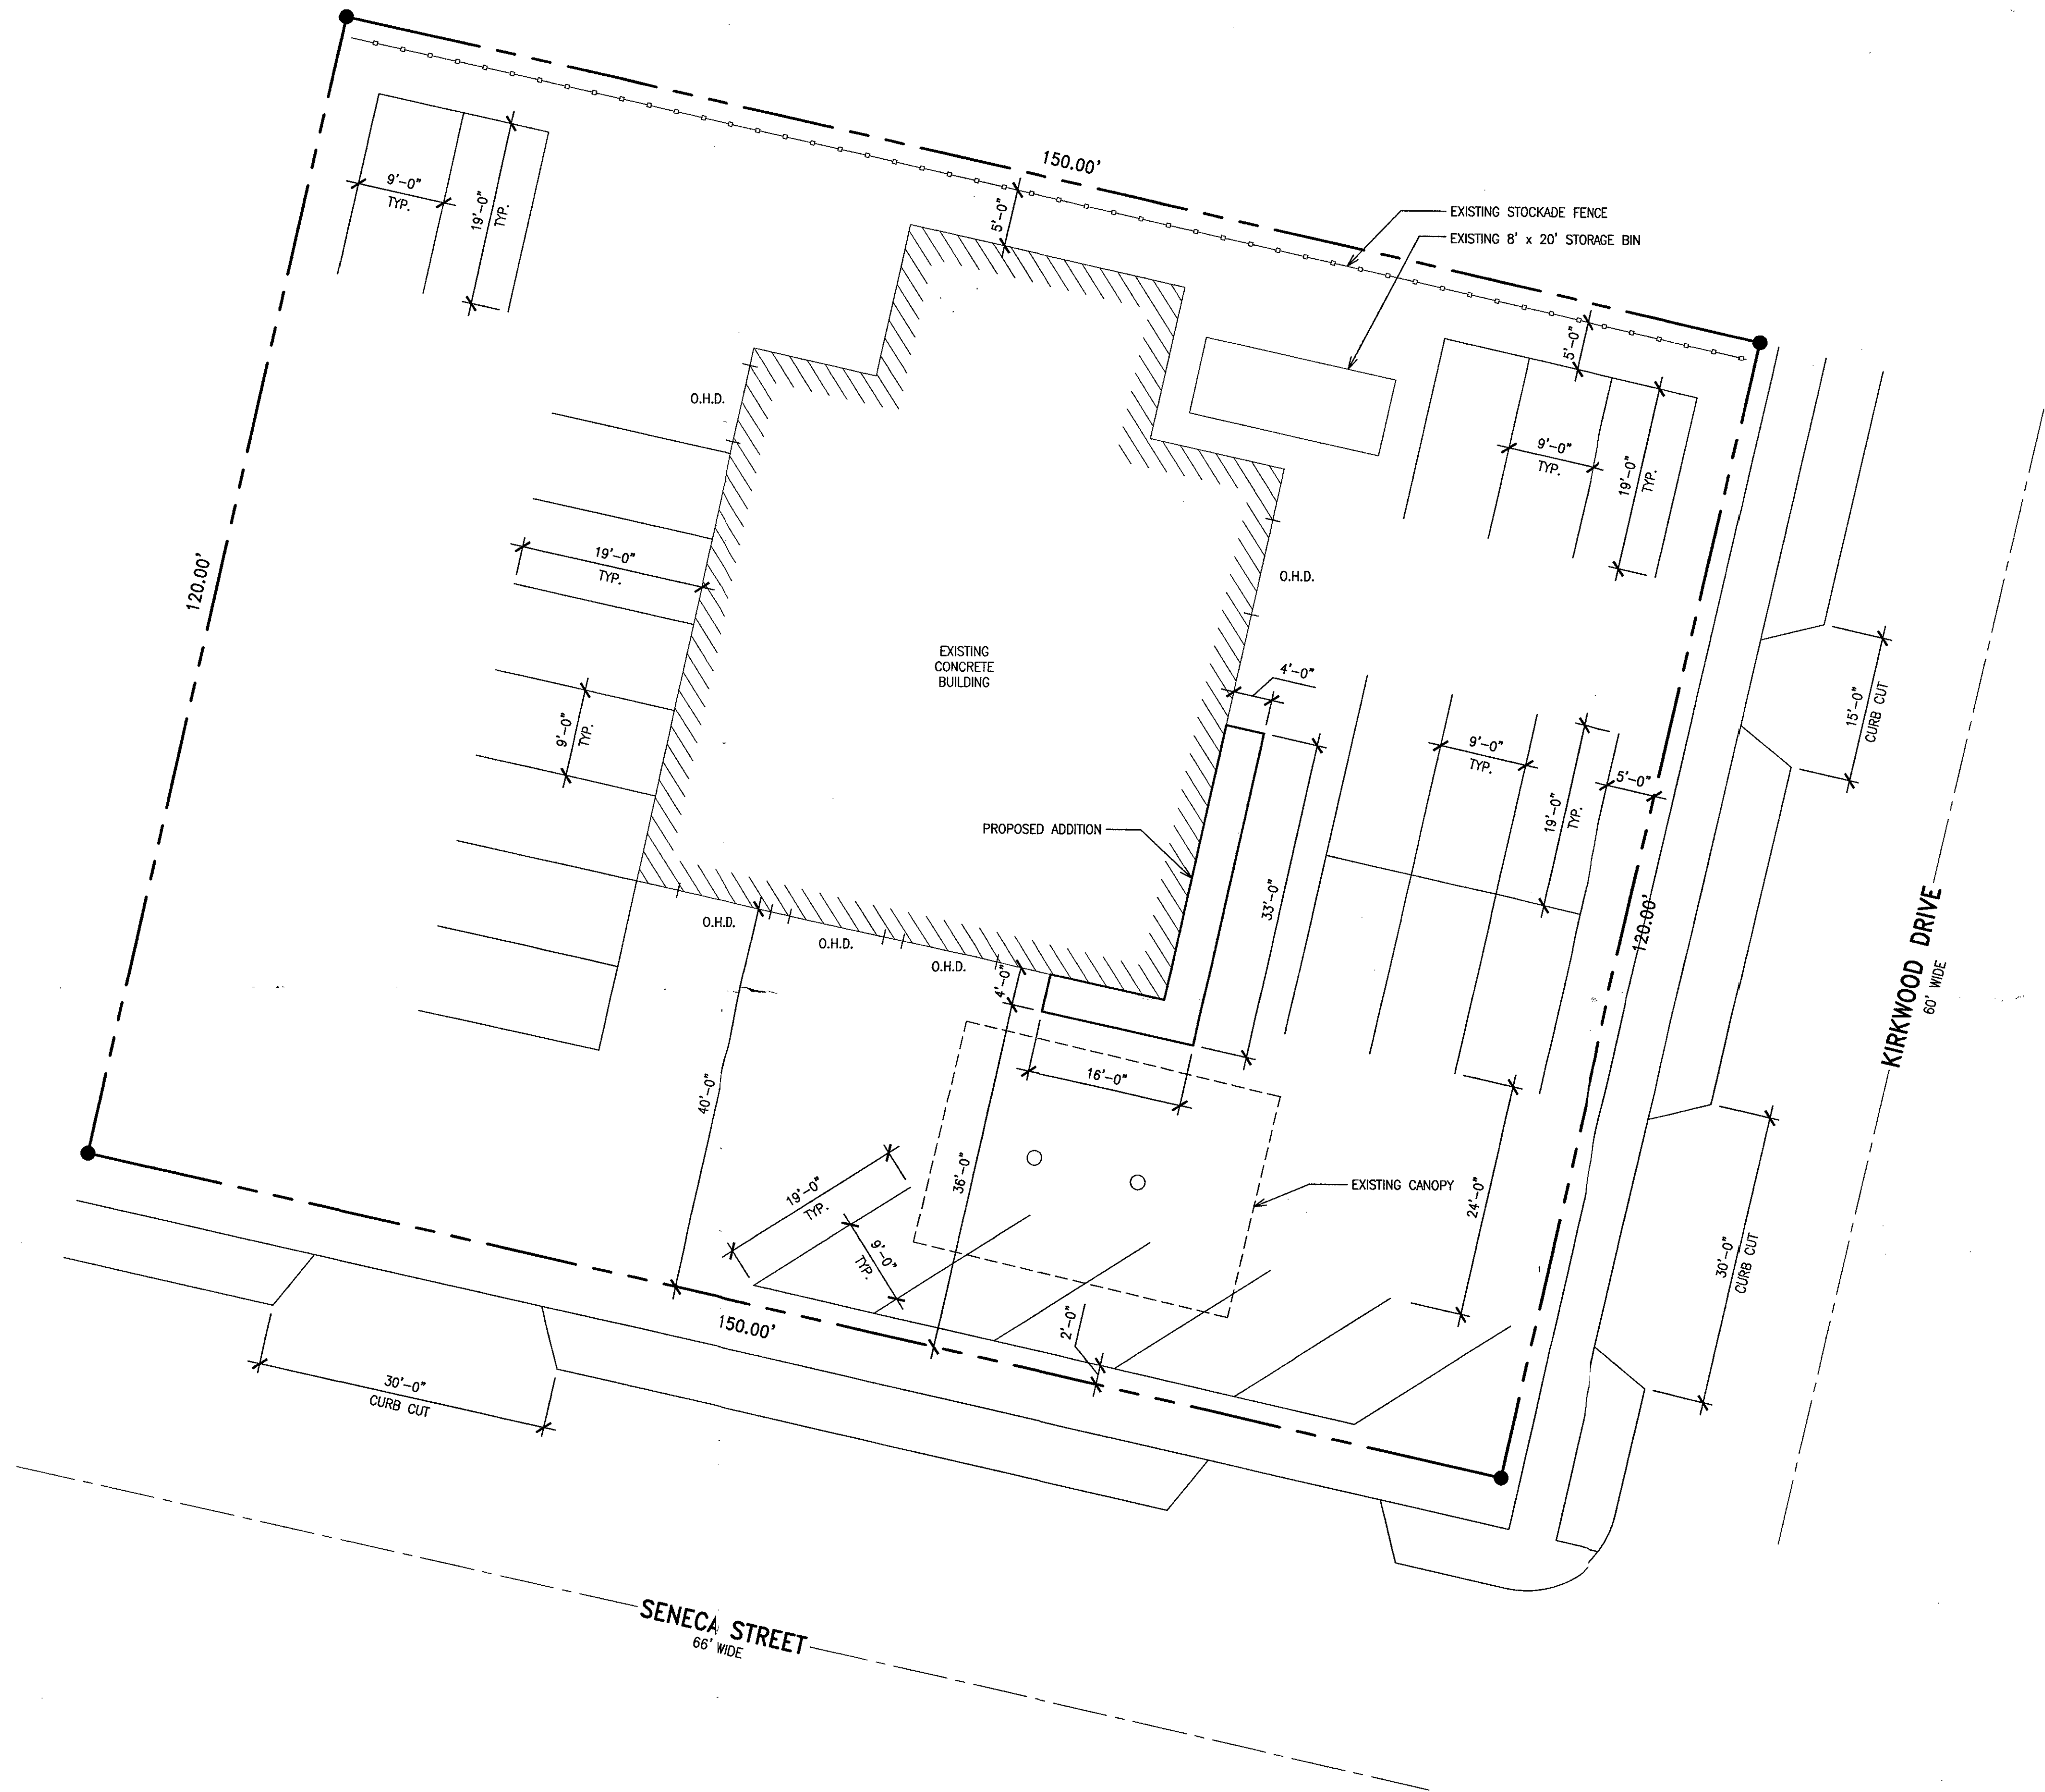 150.00'
9'-0"
TYP.
19'-0"
TYP.
5'-0"
EXISTING STOCKADE FENCE
EXISTING 8' x 20' STORAGE BIN
5'-0"
O.H.D.
9'-0"
TYP.
19'-0"
TYP.
120.00'
19'-0"
TYP.
O.H.D.
EXISTING
CONCRETE
BUILDING
4'-0"
15'-0"
CURB CUT
9'-0"
TYP.
9'-0"
TYP.
5'-0"
19'-0"
TYP.
PROPOSED ADDITION
33'-0"
120.00'
KIRKWOOD DRIVE
60' WIDE
O.H.D.
O.H.D.
O.H.D.
4'-0"
16'-0"
40'-0"
36'-0"
19'-0"
TYP.
9'-0"
TYP.
EXISTING CANOPY
24'-0"
30'-0"
CURB CUT
2'-0"
150.00'
30'-0"
CURB CUT
SENECA STREET
66' WIDE